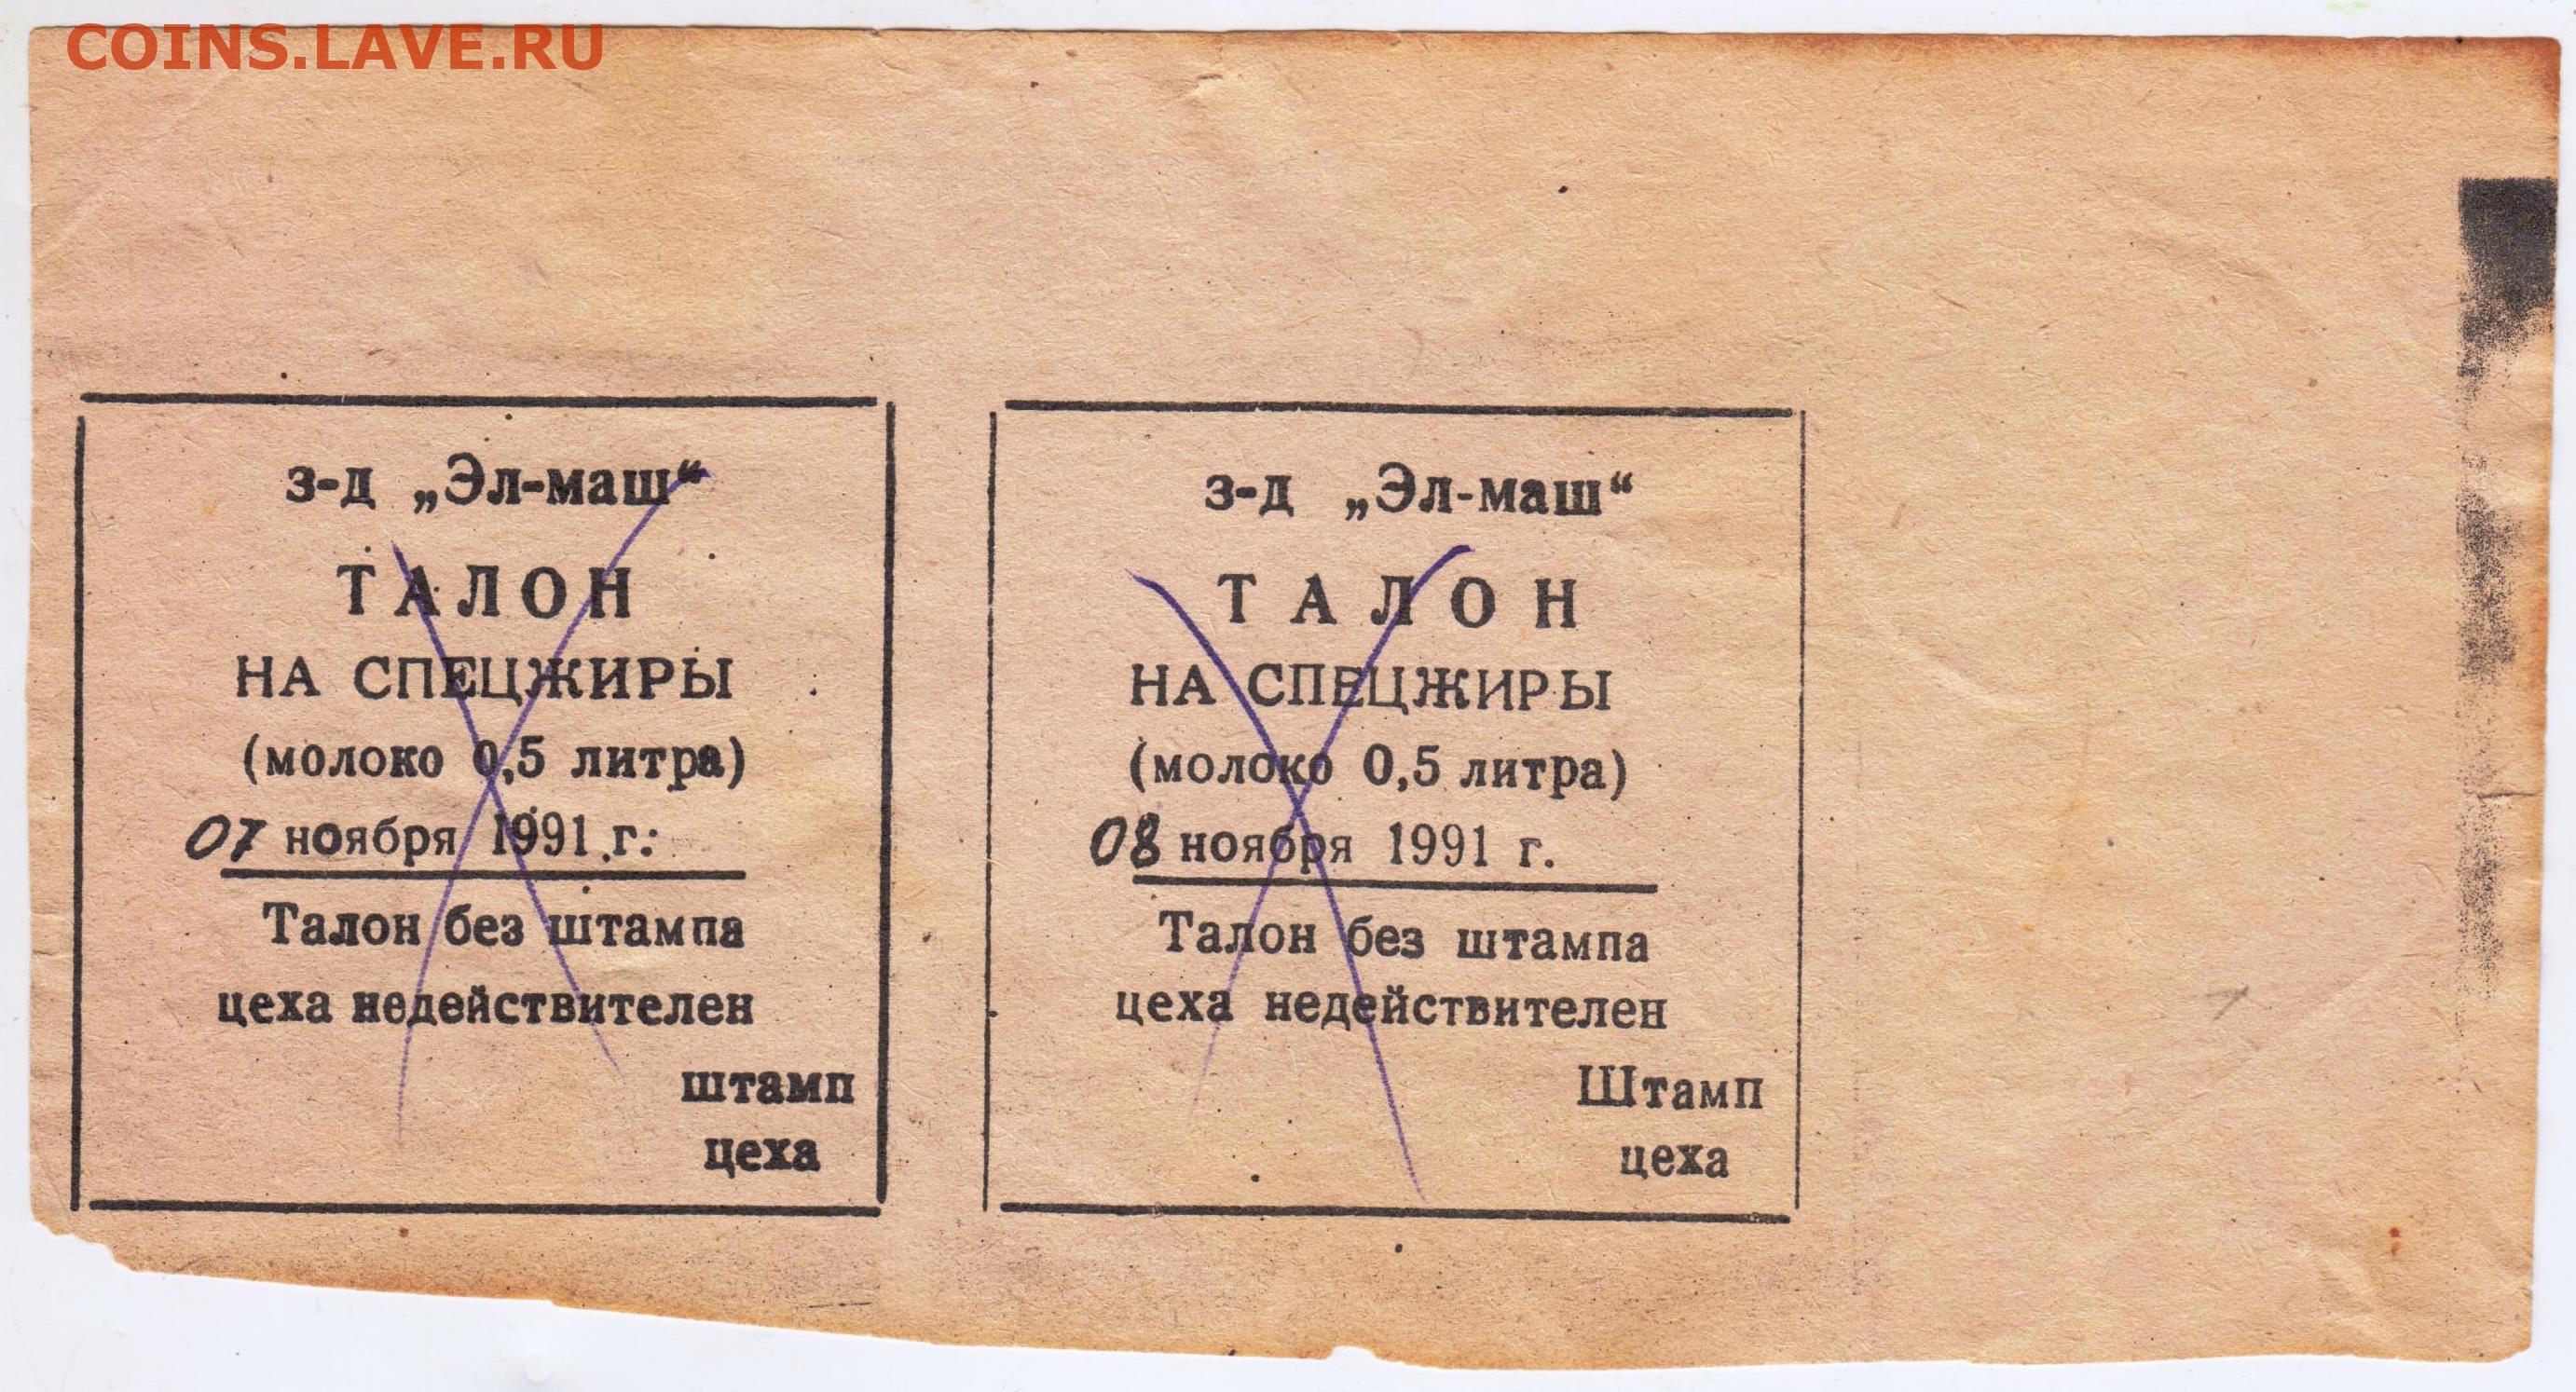 COINS.LAVE.RU
з-д „Эл-маш“
ТАЛОН
НА СПЕЦЖИРЫ
(молоко 0,5 литра)
07 ноября 1991 г.
Талон без штампа
цеха недействителен
штамп
цеха
з-д „Эл-маш“
ТАЛОН
НА СПЕЦЖИРЫ
(молоко 0,5 литра)
08 ноября 1991 г.
Талон без штампа
цеха недействителен
Штамп
цеха